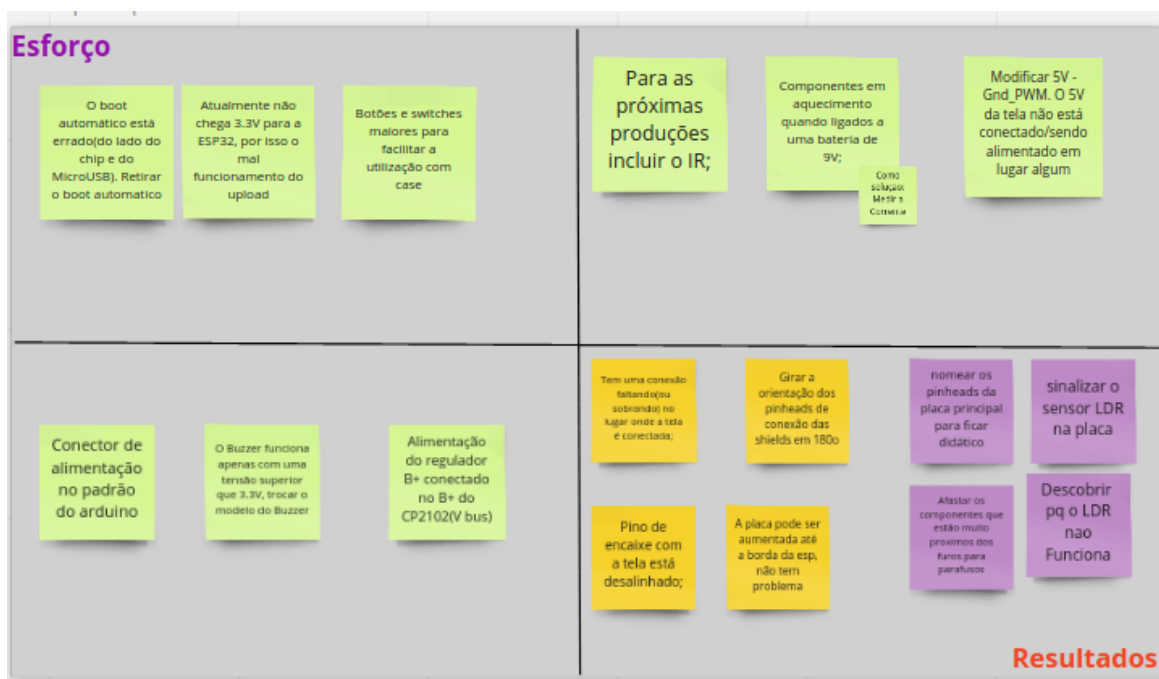 Esforço
O boot
automático está
errado(do lado do
chip e do
MicroUSB). Retirar
o boot automatico
Atualmente não
chega 3.3V para a
ESP32, por isso o
mal
funcionamento do
upload
Botões e switches
maiores para
facilitar a
utilização com
case
Para as
próximas
produções
incluir o IR;
Componentes em
aquecimento
quando ligados a
uma bateria de
9V;
Como
solução:
Medir a
Corrente
Modificar 5V -
Gnd_PWM. O 5V
da tela não está
conectado/sendo
alimentado em
lugar algum
Conector de
alimentação
no padrão
do arduino
O Buzzer funciona
apenas com uma
tensão superior
que 3.3V, trocar o
modelo do Buzzer
Alimentação
do regulador
B+ conectado
no B+ do
CP2102(V bus)
Tem uma conexão
faltando(ou
sobrando) no
lugar onde a tela
é conectada;
Girar a
orientação dos
pinheads de
conexão das
shields em 180o
nomear os
pinheads da
placa principal
para ficar
didático
sinalizar o
sensor LDR
na placa
Pino de
encaixe com
a tela está
desalinhado;
A placa pode ser
aumentada até
a borda da esp,
não tem
problema
Afastar os
componentes que
estão muito
proximos dos
furos para
parafusos
Descobrir
pq o LDR
nao
Funciona
Resultados